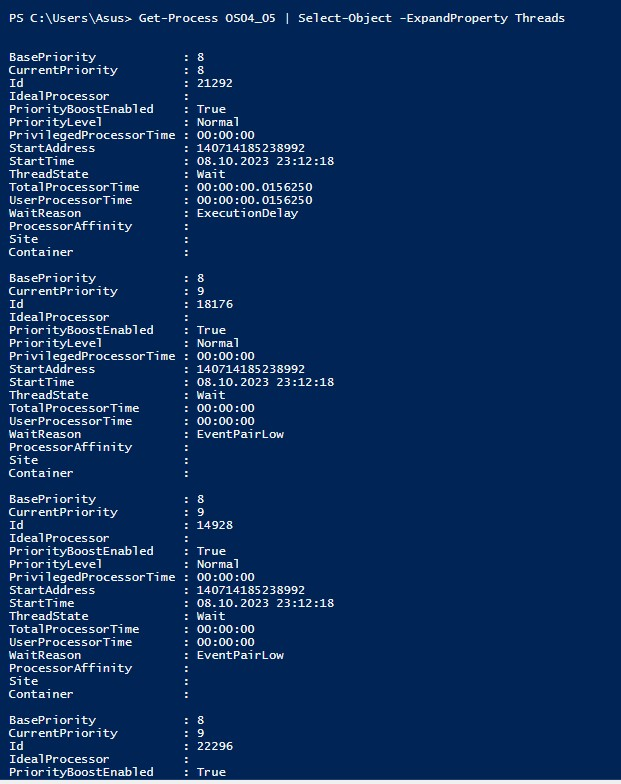 PS C:\Users\Asus> Get-Process OS04_05 | Select-Object -ExpandProperty Threads
BasePriority : 8
CurrentPriority : 8
Id : 21292
IdealProcessor :
PriorityBoostEnabled : True
PriorityLevel : Normal
PrivilegedProcessorTime : 00:00:00
StartAddress : 140714185238992
StartTime : 08.10.2023 23:12:18
ThreadState : Wait
TotalProcessorTime : 00:00:00.0156250
UserProcessorTime : 00:00:00.0156250
WaitReason : ExecutionDelay
ProcessorAffinity :
Site :
Container :
BasePriority : 8
CurrentPriority : 9
Id : 18176
IdealProcessor :
PriorityBoostEnabled : True
PriorityLevel : Normal
PrivilegedProcessorTime : 00:00:00
StartAddress : 140714185238992
StartTime : 08.10.2023 23:12:18
ThreadState : Wait
TotalProcessorTime : 00:00:00
UserProcessorTime : 00:00:00
WaitReason : EventPairLow
ProcessorAffinity :
Site :
Container :
BasePriority : 8
CurrentPriority : 9
Id : 14928
IdealProcessor :
PriorityBoostEnabled : True
PriorityLevel : Normal
PrivilegedProcessorTime : 00:00:00
StartAddress : 140714185238992
StartTime : 08.10.2023 23:12:18
ThreadState : Wait
TotalProcessorTime : 00:00:00
UserProcessorTime : 00:00:00
WaitReason : EventPairLow
ProcessorAffinity :
Site :
Container :
BasePriority : 8
CurrentPriority : 9
Id : 22296
IdealProcessor :
PriorityBoostEnabled : True